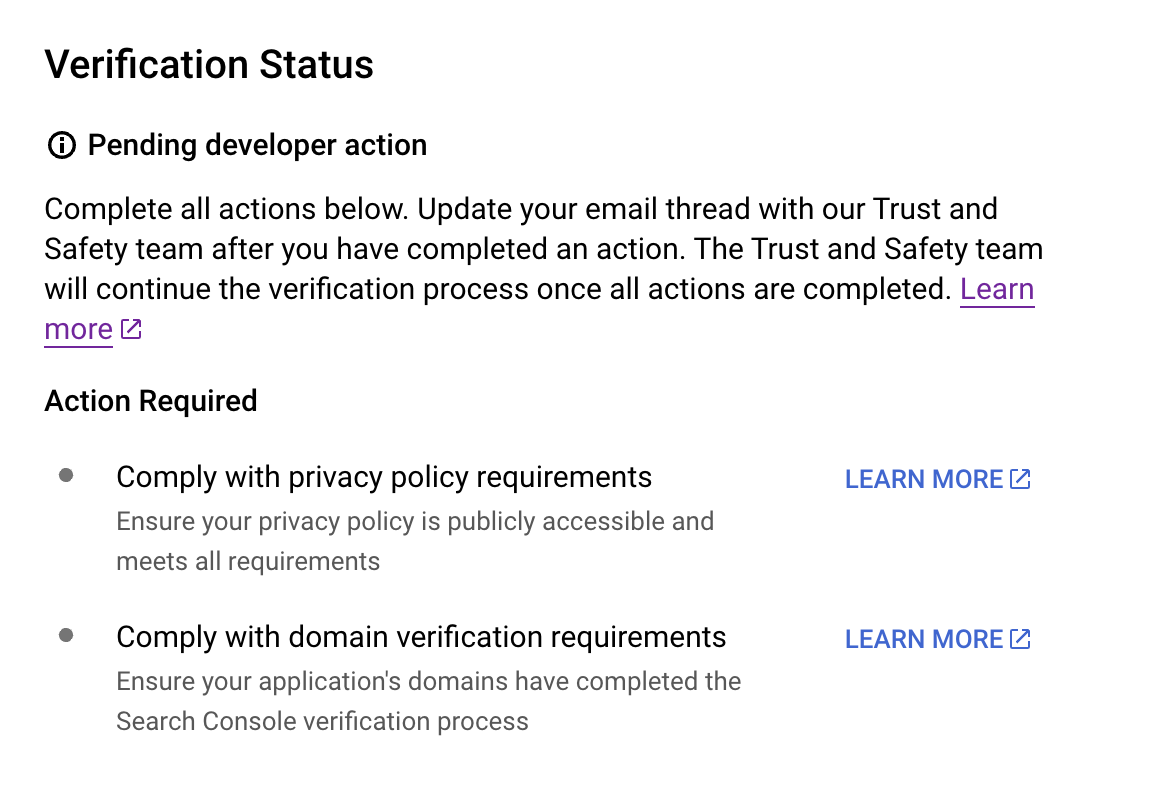 Verification Status
Pending developer action
Complete all actions below. Update your email thread with our Trust and
Safety team after you have completed an action. The Trust and Safety team
will continue the verification process once all actions are completed. Learn
more
Action Required
Comply with privacy policy requirements
LEARN MORE
Ensure your privacy policy is publicly accessible and
meets all requirements
Comply with domain verification requirements
LEARN MORE
Ensure your application's domains have completed the
Search Console verification process